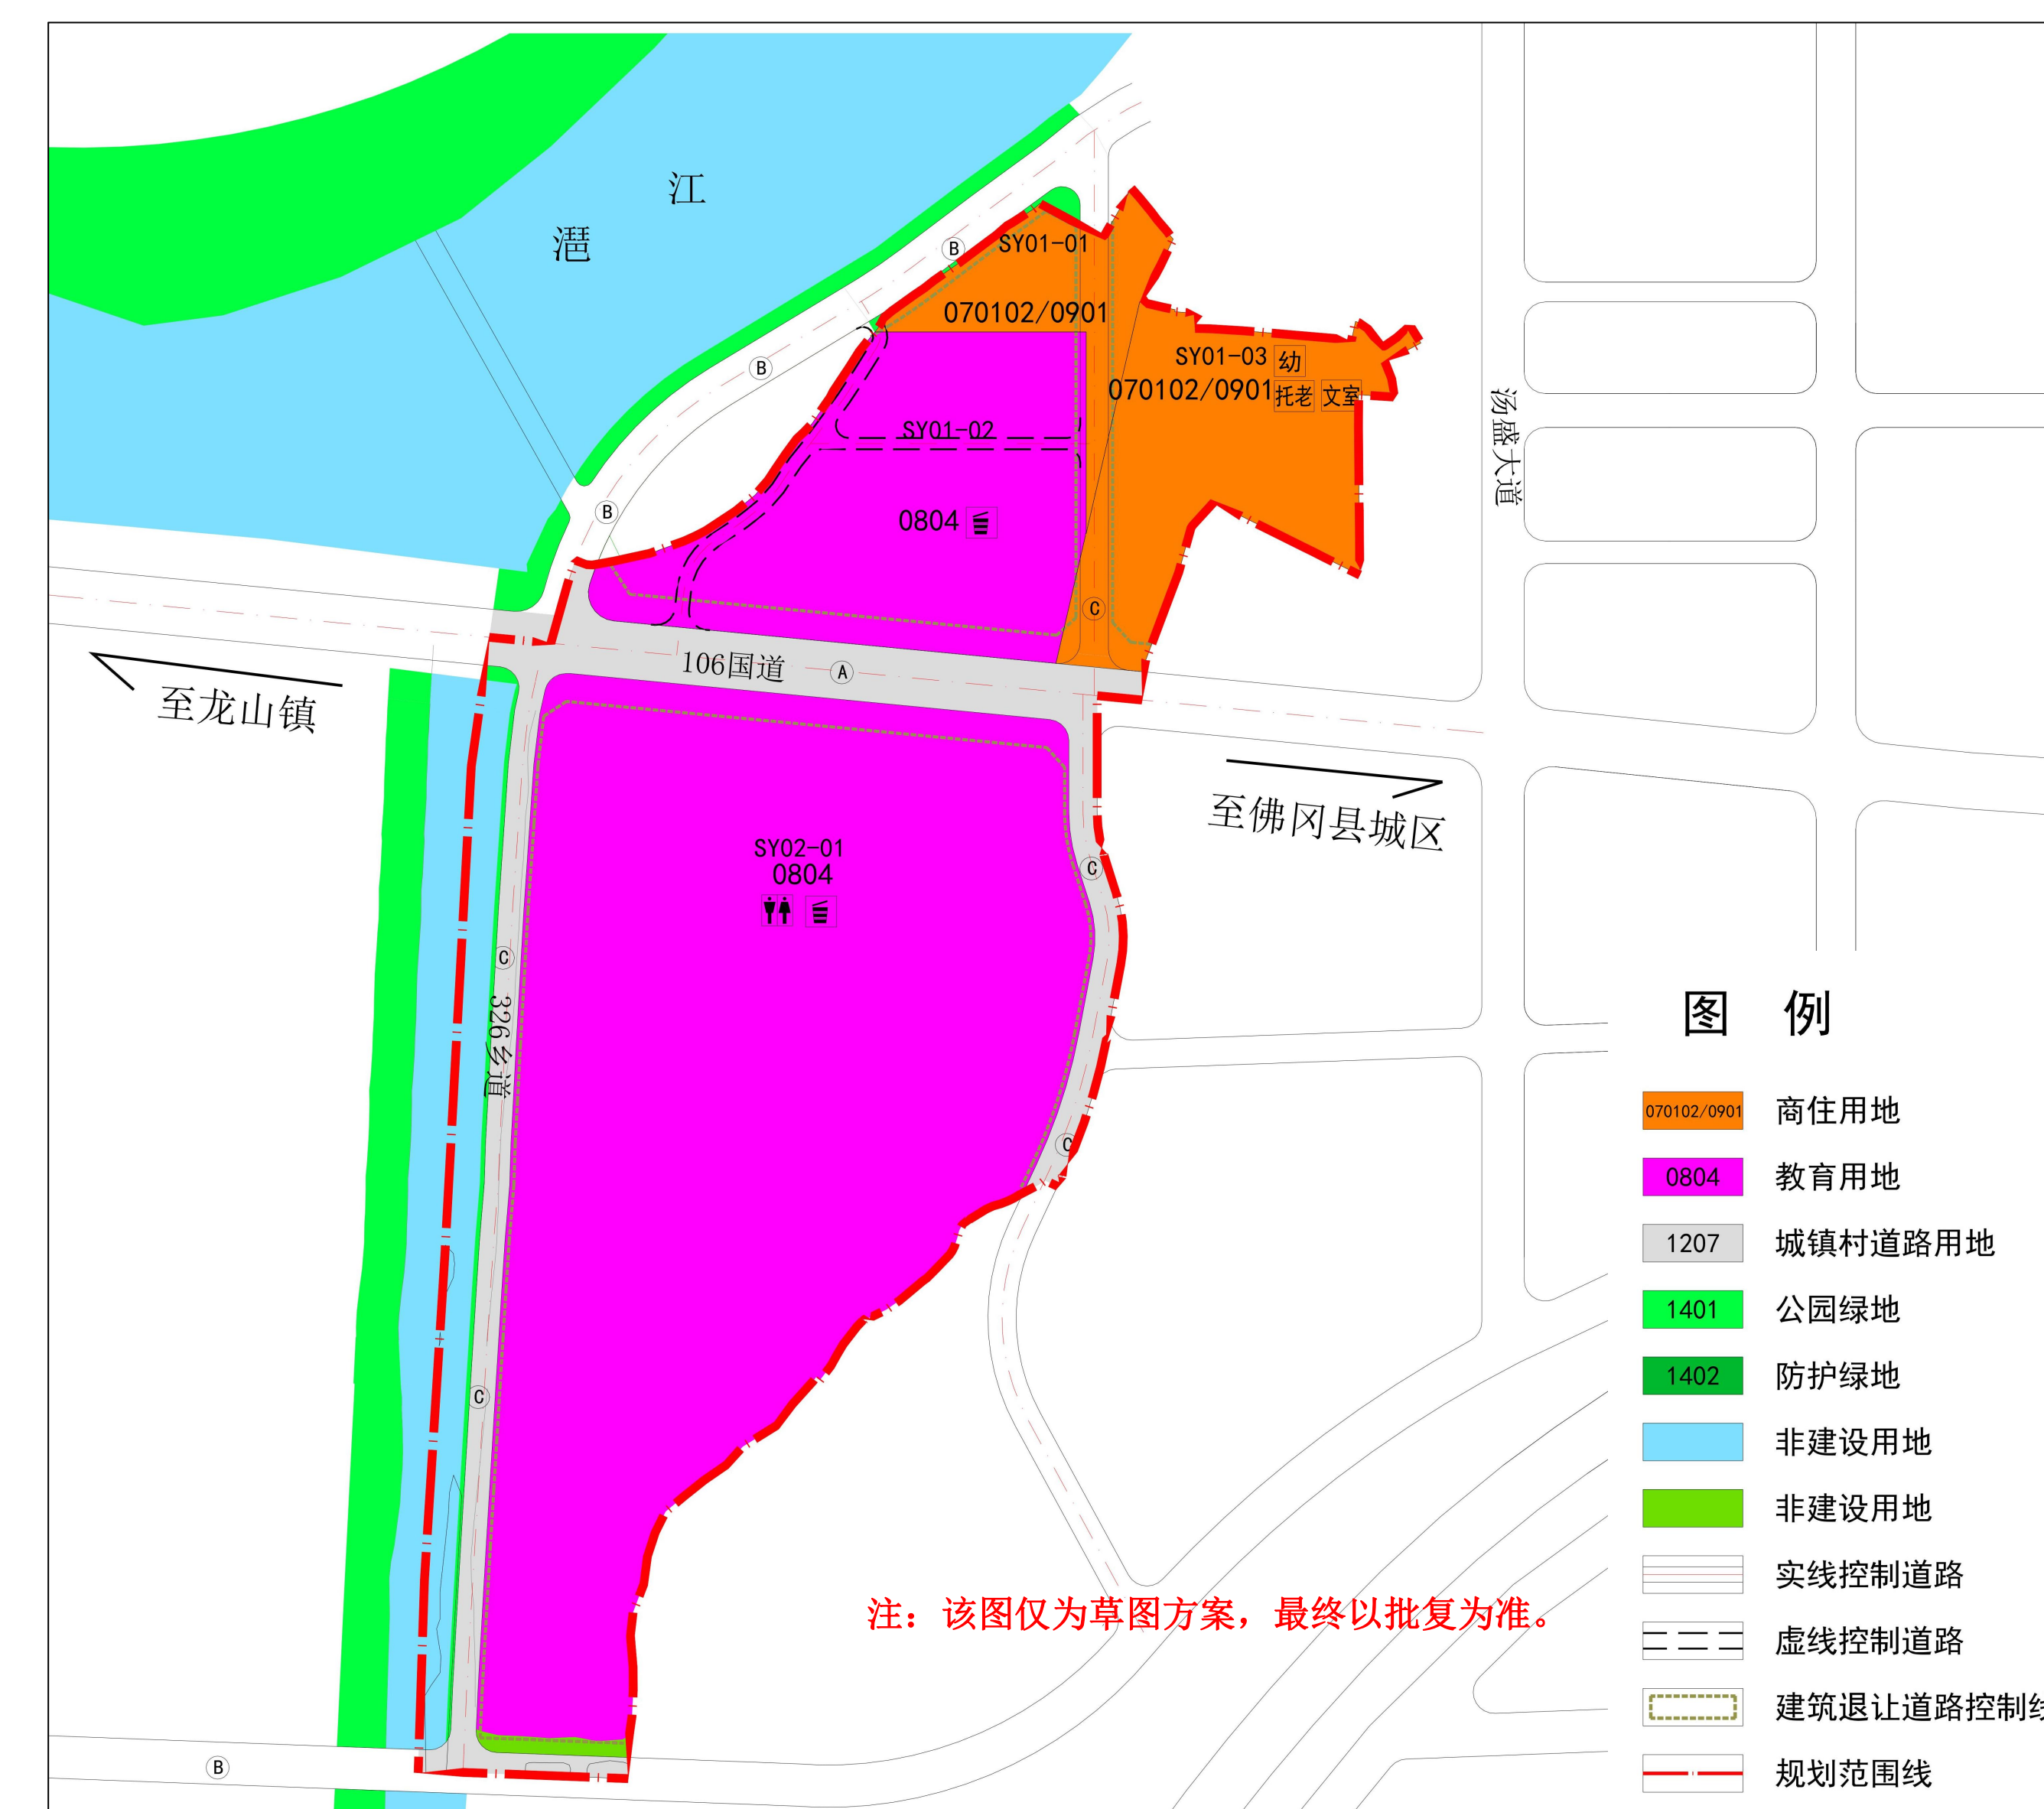 江
潖
B
SY01-01
070102/0901
B
SY01-03 幼
070102/0901 托老 文室
汤盛大道
SY01-02
B
0804
C
106国道
A
至龙山镇
至佛冈县城区
SY02-01
0804
C
C
326乡道
C
C
B
注：该图仅为草图方案，最终以批复为准。
图 例
070102/0901 商住用地
0804 教育用地
1207 城镇村道路用地
1401 公园绿地
1402 防护绿地
非建设用地
非建设用地
实线控制道路
虚线控制道路
建筑退让道路控制线
规划范围线